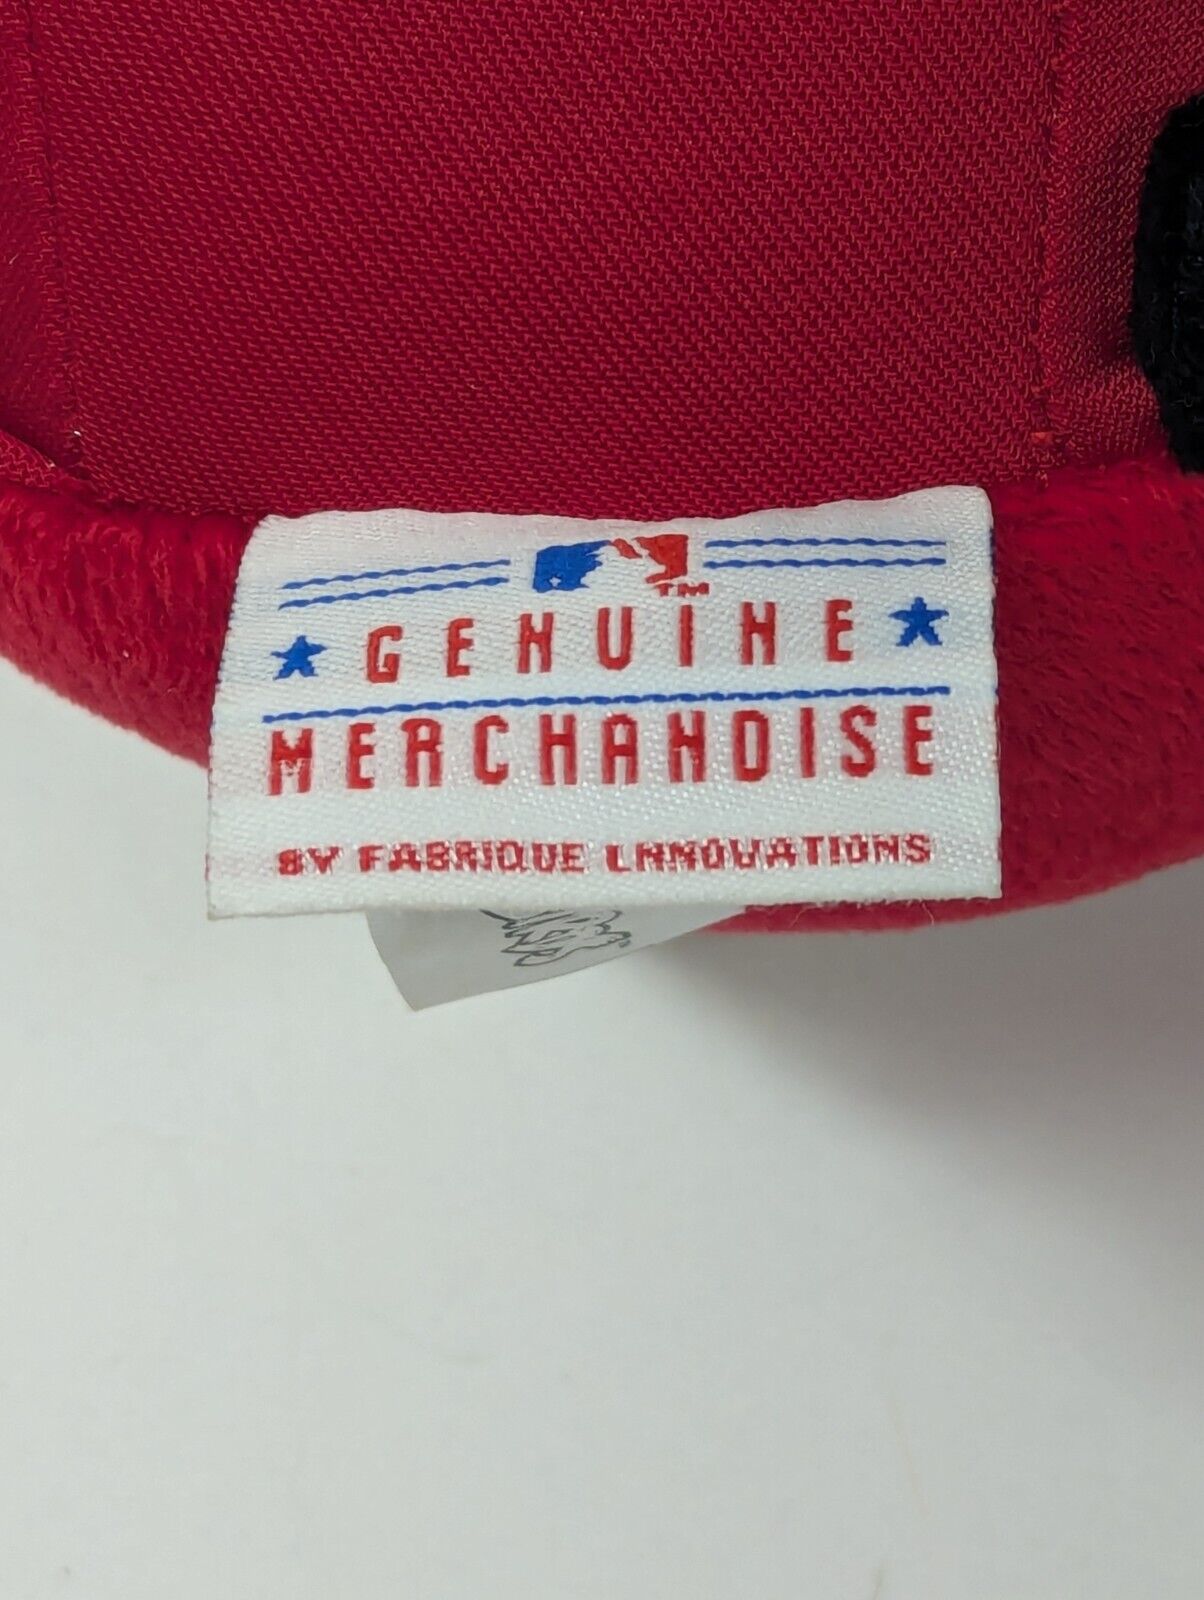 TM
GENUINE
MERCHANDISE
BY FABRIQUE INNOVATIONS